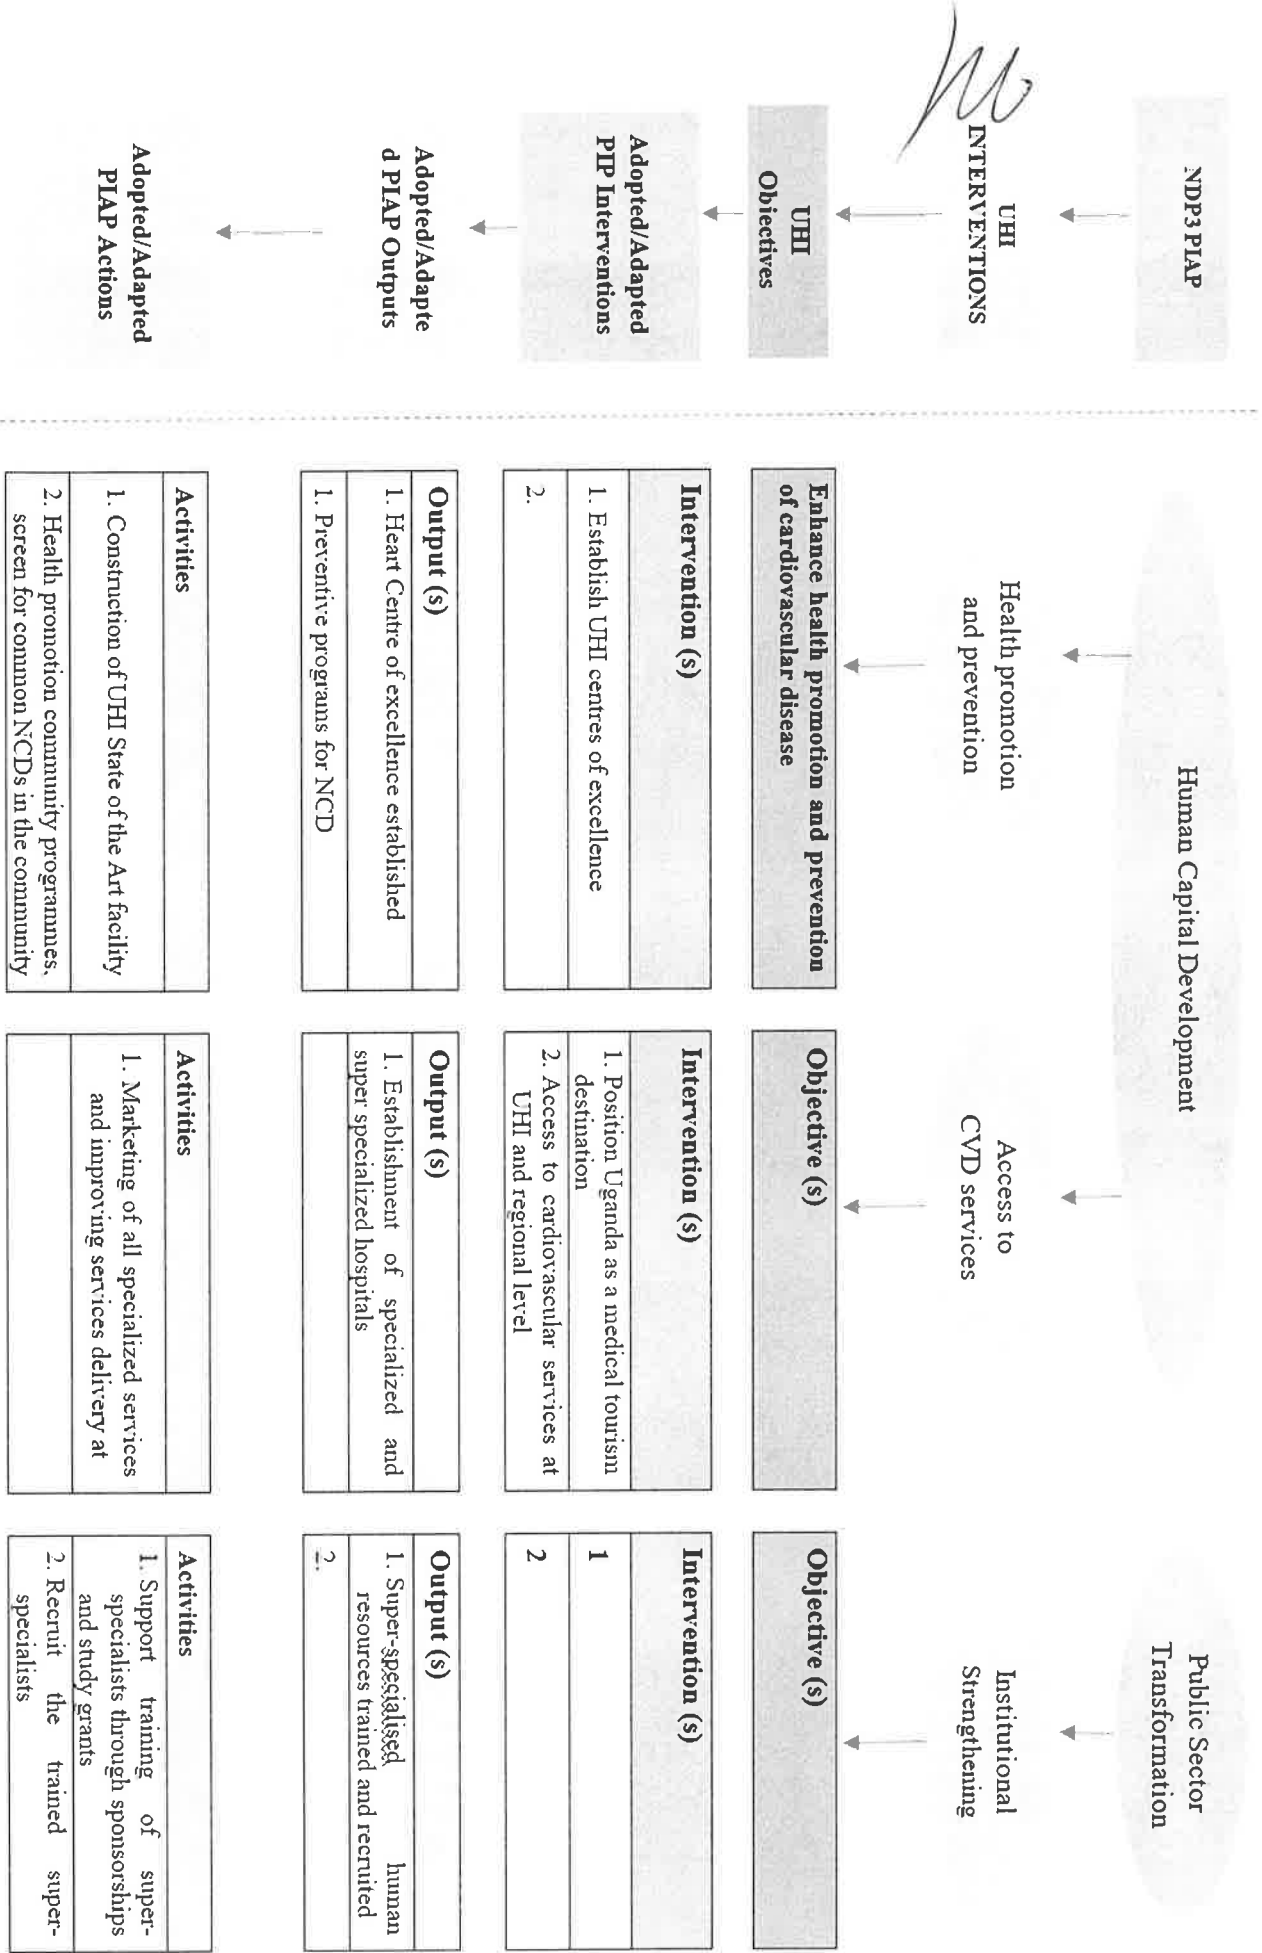 NDP3 PIAP
Human Capital Development
Public Sector
Transformation
UHI
INTERVENTIONS
Health promotion
and prevention
Access to
CVD services
Institutional
Strengthening
UHI
Objectives
Enhance health promotion and prevention
of cardiovascular disease
Objective (s)
Objective (s)
Adopted/Adapted
PIP Interventions
Intervention (s)
1. Establish UHI centres of excellence
2.
Intervention (s)
1. Position Uganda as a medical tourism
destination
2. Access to cardiovascular services at
UHI and regional level
Intervention (s)
1
2
Adopted/Adapte
d PIAP Outputs
Output (s)
1. Heart Centre of excellence established
1. Preventive programs for NCD
Output (s)
1. Establishment of specialized and
super specialized hospitals
Output (s)
1. Super-specialised human
resources trained and recruited
2.
Adopted/Adapted
PIAP Actions
Activities
1. Construction of UHI State of the Art facility
2. Health promotion community programmes,
screen for common NCDs in the community
Activities
1. Marketing of all specialized services
and improving services delivery at
Activities
1. Support training of super-
specialists through sponsorships
and study grants
2. Recruit the trained super-
specialists